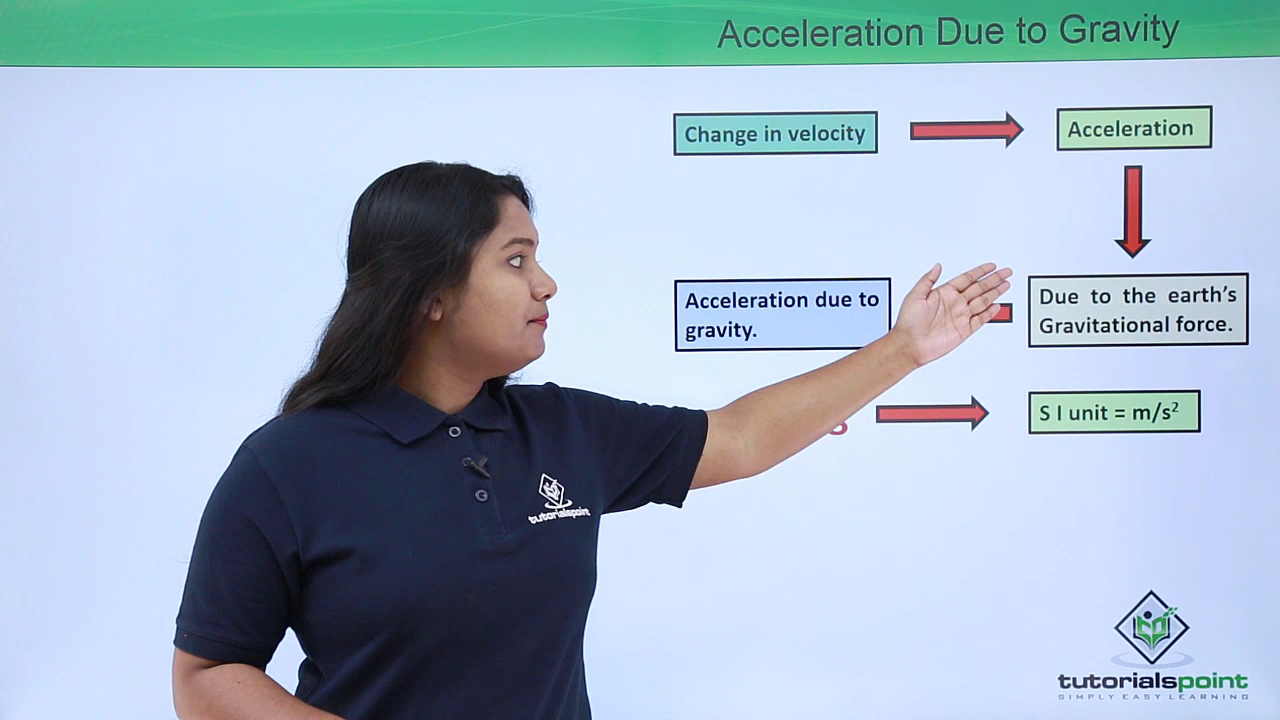 Acceleration Due to Gravity
Change in velocity
Acceleration
Acceleration due to
gravity.
Due to the earth's
Gravitational force.
S I unit = m/s²
tutorialspoint
tutorialspoint
SIMPLY EASY LEARNING